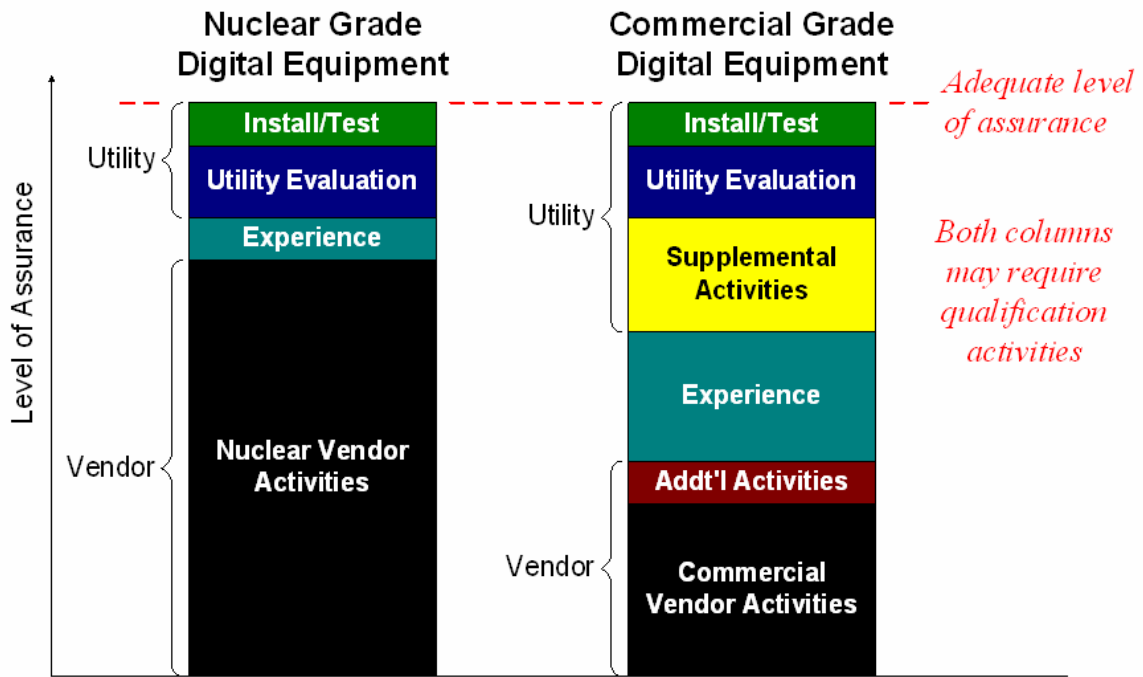 Nuclear Grade
Digital Equipment
Commercial Grade
Digital Equipment
Adequate level
of assurance
Level of Assurance
Utility
Install/Test
Utility Evaluation
Experience
Vendor
Nuclear Vendor
Activities
Utility
Install/Test
Utility Evaluation
Supplemental
Activities
Experience
Vendor
Addt'l Activities
Commercial
Vendor Activities
Both columns
may require
qualification
activities